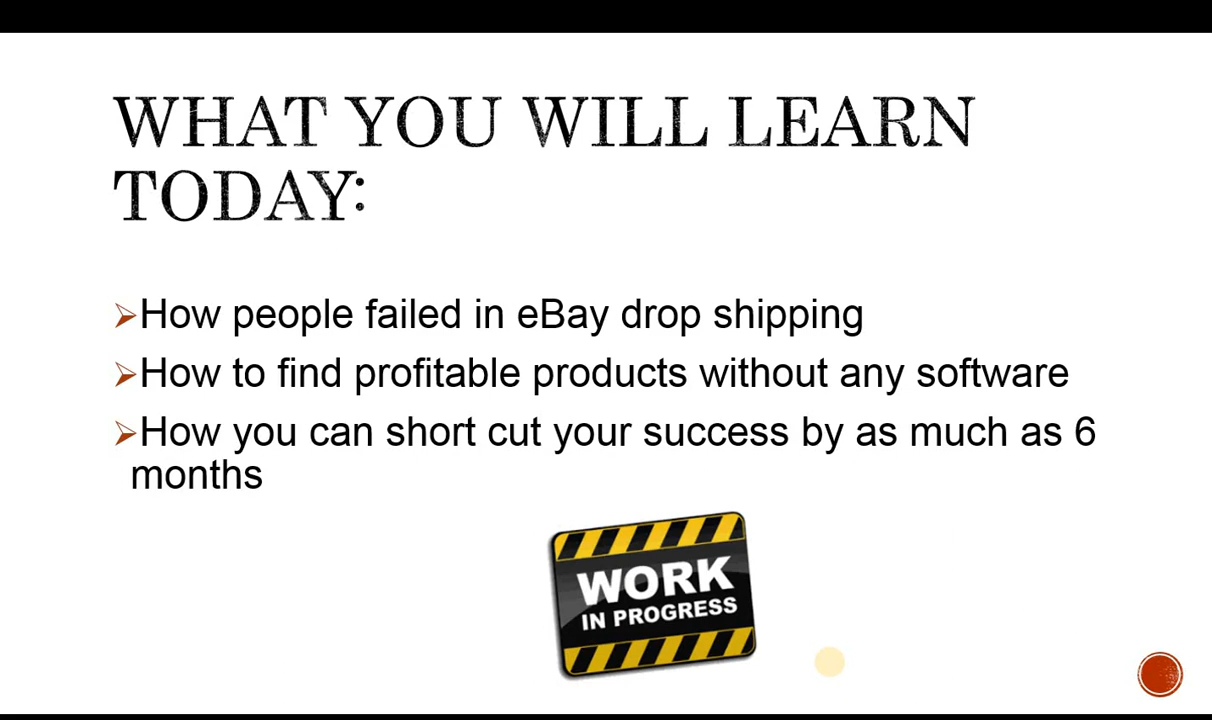 WHAT YOU WILL LEARN
TODAY:
How people failed in eBay drop shipping
How to find profitable products without any software
How you can short cut your success by as much as 6
months
WORK
IN PROGRESS